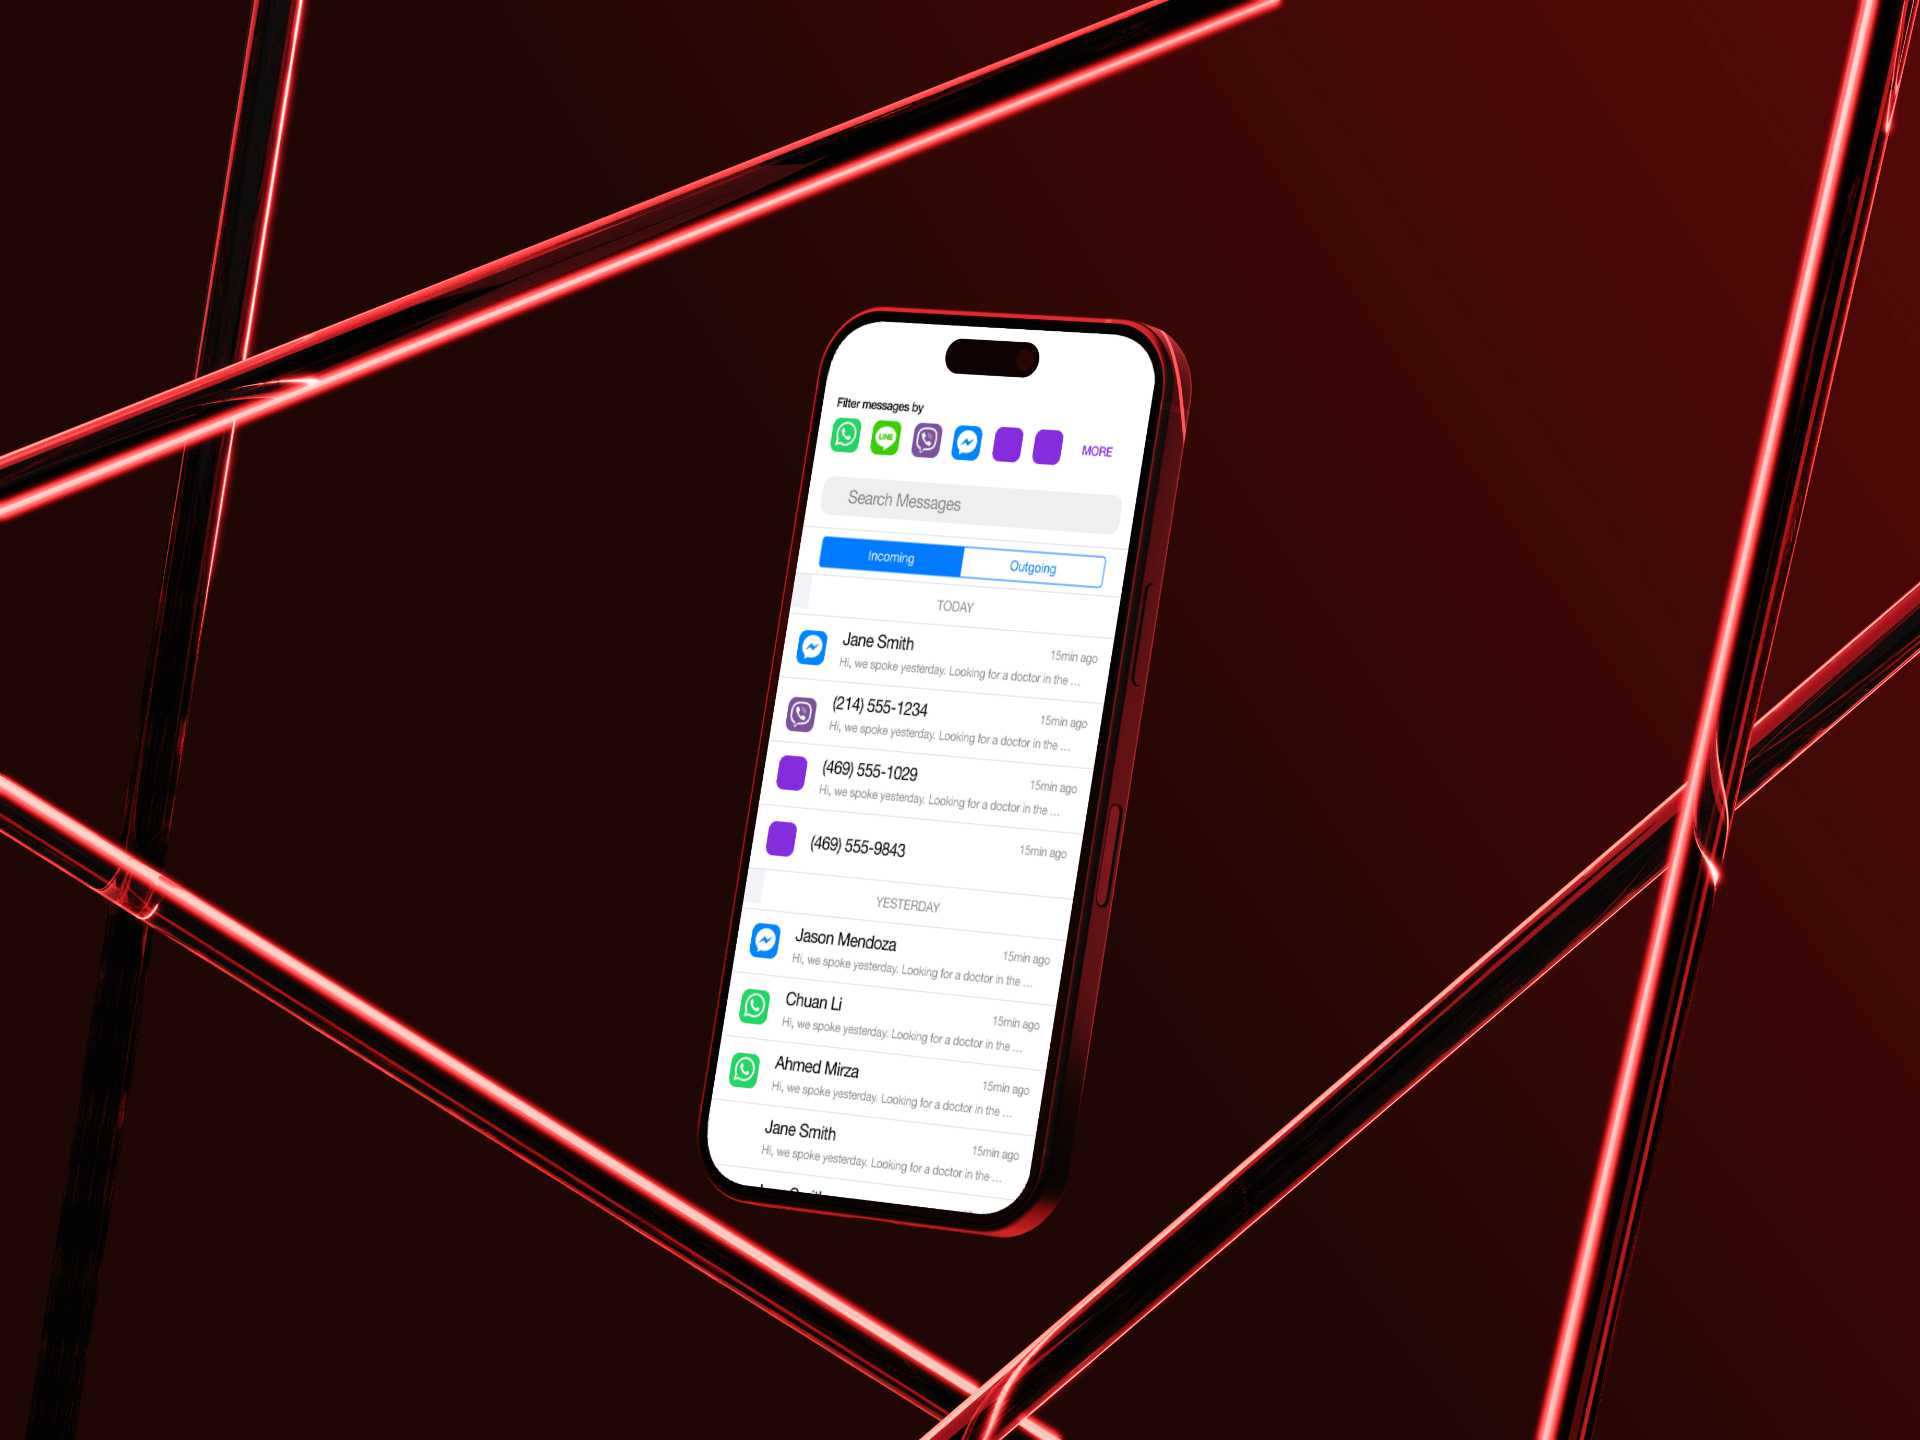 Filter messages by
LINE
MORE
Search Messages
Incoming
Outgoing
TODAY
Jane Smith
15min ago
Hi, we spoke yesterday. Looking for a doctor in the ...
(214) 555-1234
15min ago
Hi, we spoke yesterday. Looking for a doctor in the ...
(469) 555-1029
15min ago
Hi, we spoke yesterday. Looking for a doctor in the ...
(469) 555-9843
15min ago
YESTERDAY
Jason Mendoza
15min ago
Hi, we spoke yesterday. Looking for a doctor in the ...
Chuan Li
15min ago
Hi, we spoke yesterday. Looking for a doctor in the ...
Ahmed Mirza
15min ago
Hi, we spoke yesterday. Looking for a doctor in the ...
Jane Smith
15min ago
Hi, we spoke yesterday. Looking for a doctor in the ...